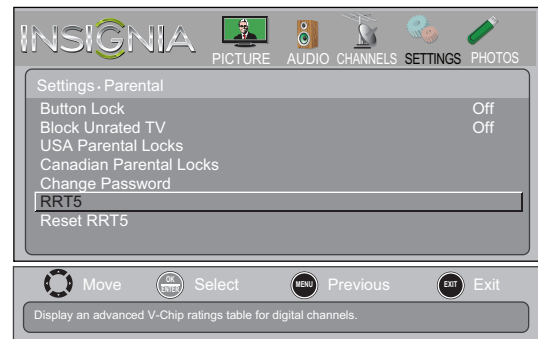 INSIGNIA
PICTURE AUDIO CHANNELS SETTINGS PHOTOS
Settings · Parental
Button Lock Off
Block Unrated TV Off
USA Parental Locks
Canadian Parental Locks
Change Password
RRT5
Reset RRT5
Move OK ENTER Select MENU Previous EXIT Exit
Display an advanced V-Chip ratings table for digital channels.